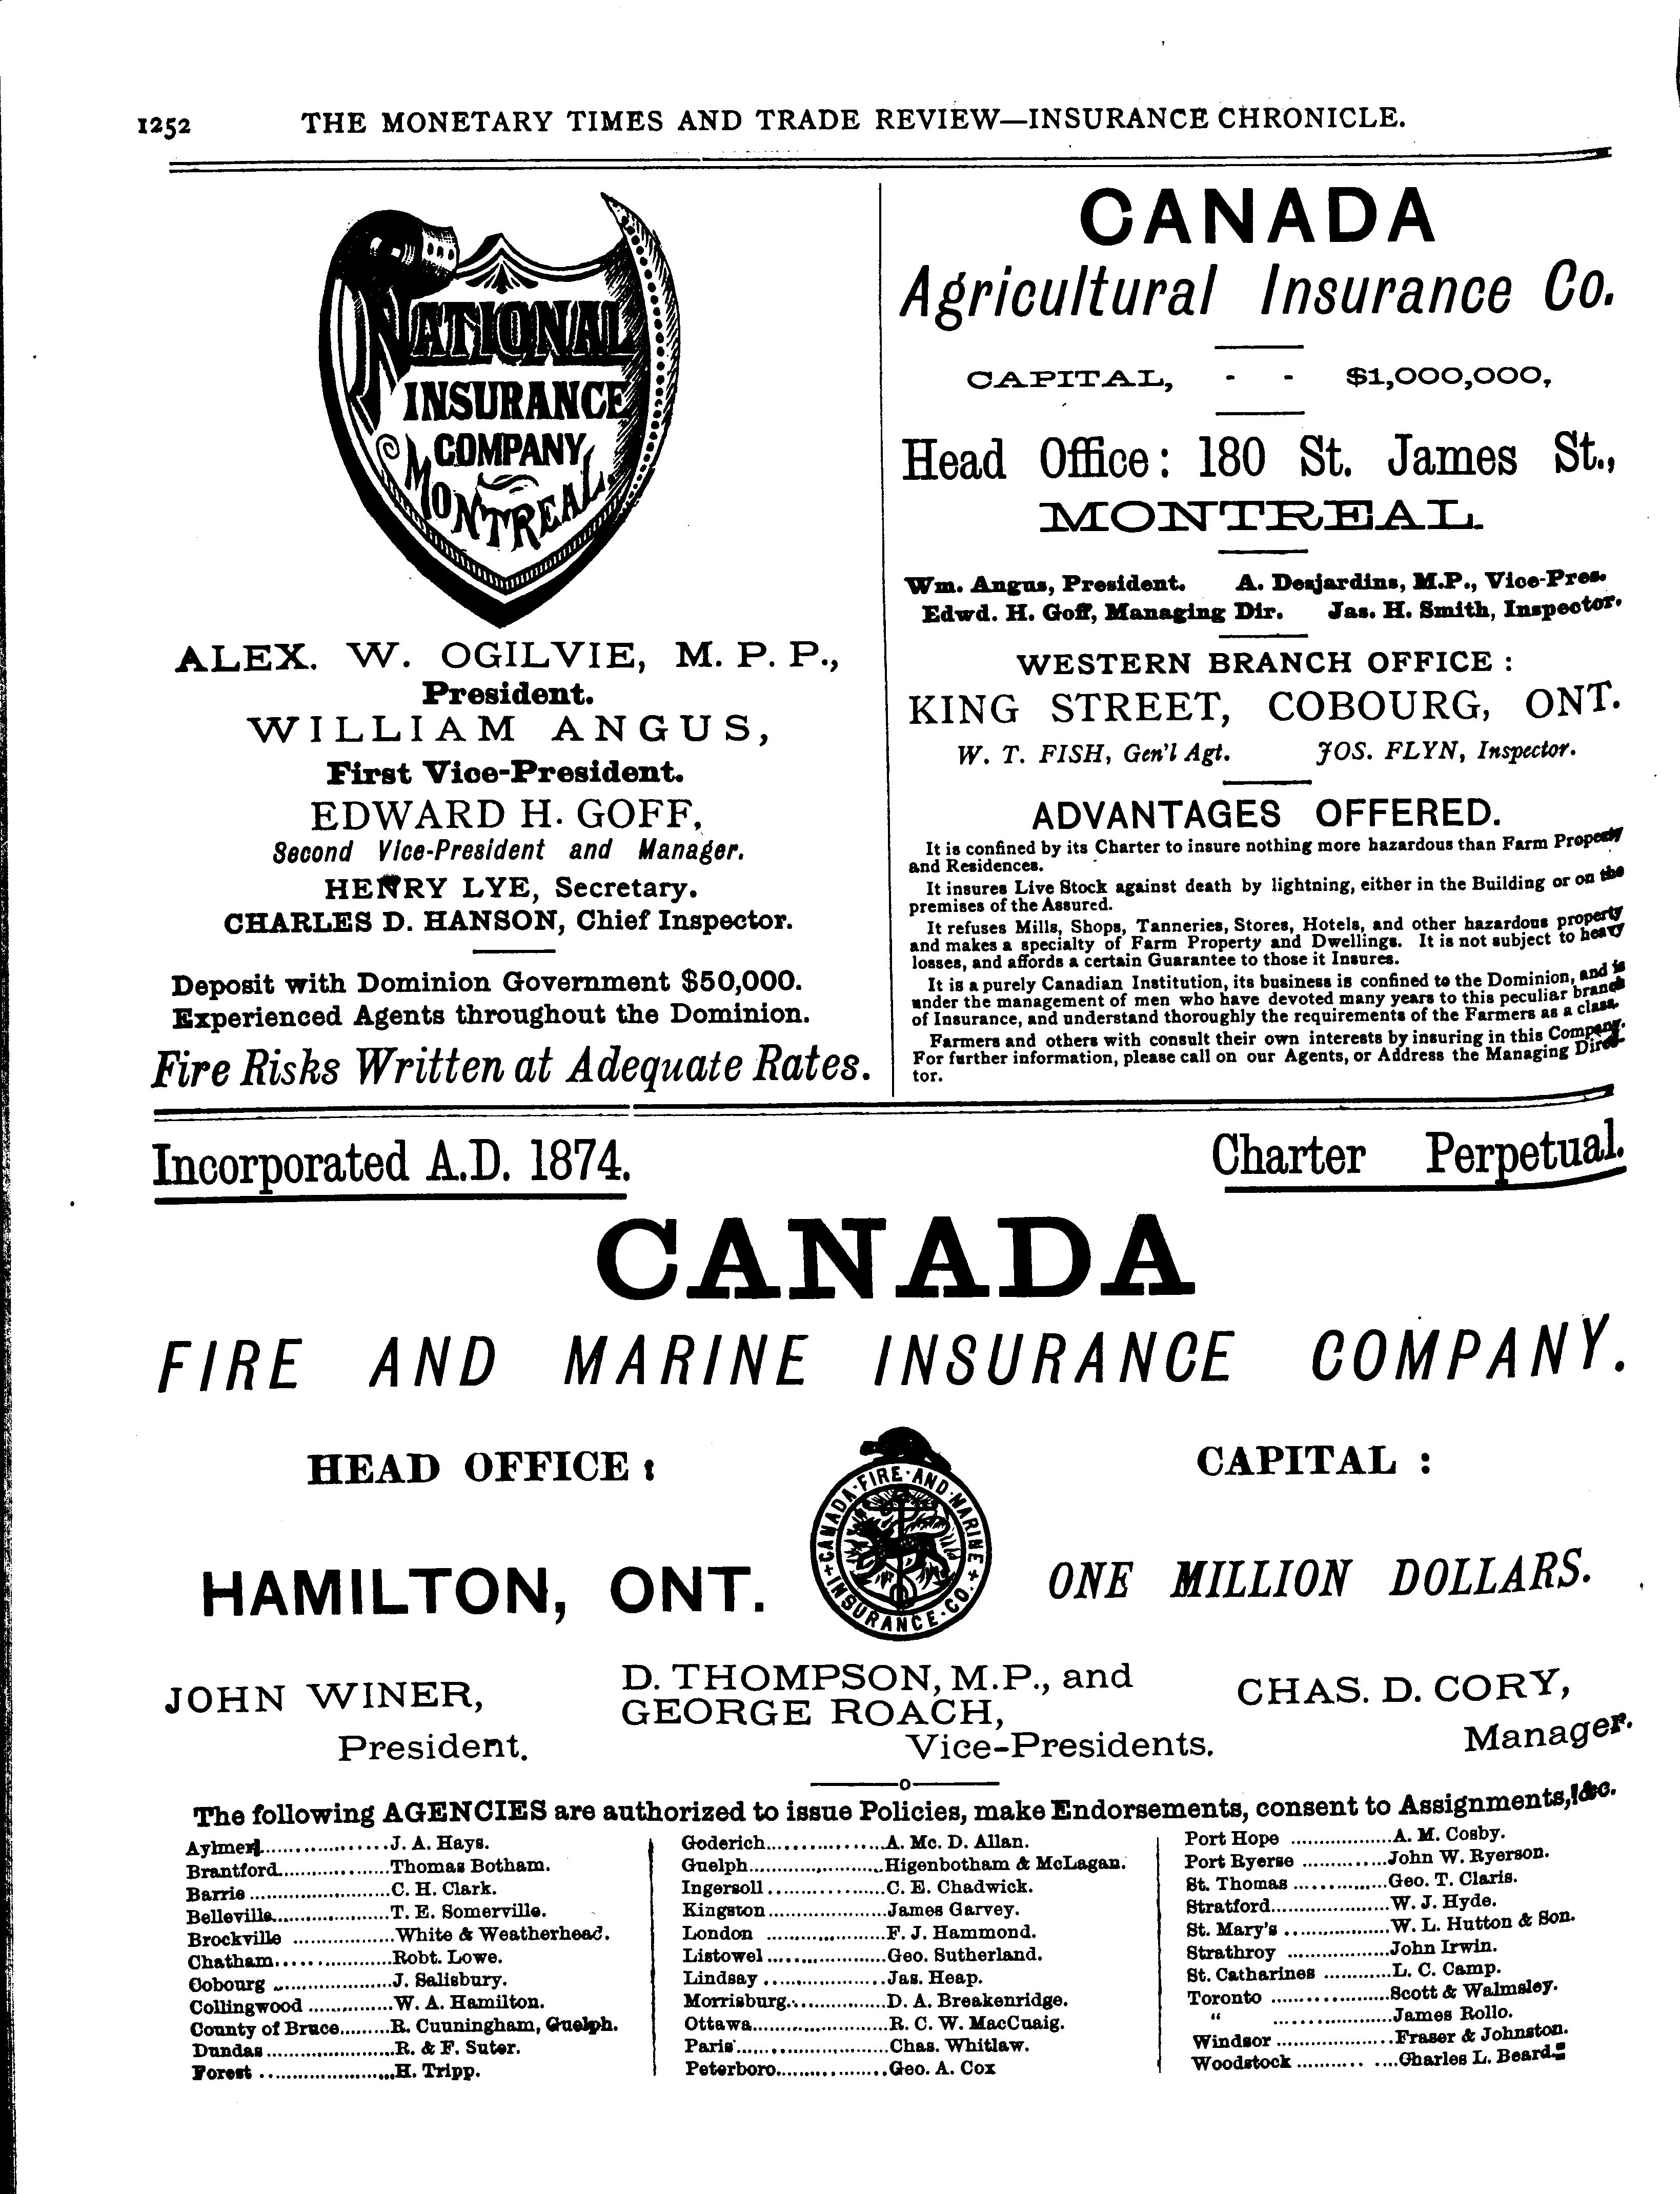 1252 THE MONETARY TIMES AND TRADE REVIEW—INSURANCE CHRONICLE.
NATIONAL
INSURANCE
COMPANY
MONTREAL
ALEX. W. OGILVIE, M. P. P.,
President.
WILLIAM ANGUS,
First Vice-President.
EDWARD H. GOFF,
Second Vice-President and Manager.
HENRY LYE, Secretary.
CHARLES D. HANSON, Chief Inspector.
Deposit with Dominion Government $50,000.
Experienced Agents throughout the Dominion.
Fire Risks Written at Adequate Rates.
CANADA
Agricultural Insurance Co.
CAPITAL, - - $1,000,000,
Head Office: 180 St. James St.,
MONTREAL.
Wm. Angus, President. A. Desjardins, M.P., Vice-Pres.
Edwd. H. Goff, Managing Dir. Jas. H. Smith, Inspector.
WESTERN BRANCH OFFICE :
KING STREET, COBOURG, ONT.
W. T. FISH, Gen'l Agt. JOS. FLYN, Inspector.
ADVANTAGES OFFERED.
It is confined by its Charter to insure nothing more hazardous than Farm Property
and Residences.
It insures Live Stock against death by lightning, either in the Building or on the
premises of the Assured.
It refuses Mills, Shops, Tanneries, Stores, Hotels, and other hazardous property
and makes a specialty of Farm Property and Dwellings. It is not subject to heavy
losses, and affords a certain Guarantee to those it Insures.
It is a purely Canadian Institution, its business is confined to the Dominion, and is
under the management of men who have devoted many years to this peculiar branch
of Insurance, and understand thoroughly the requirements of the Farmers as a class.
Farmers and others with consult their own interests by insuring in this Company.
For further information, please call on our Agents, or Address the Managing Direc-
tor.
Incorporated A.D. 1874. Charter Perpetual.
CANADA
FIRE AND MARINE INSURANCE COMPANY.
HEAD OFFICE :
HAMILTON, ONT.
CANADA·FIRE·AND·MARINE+INSURANCE·CO.+
CAPITAL :
ONE MILLION DOLLARS.
JOHN WINER,
President.
D. THOMPSON, M.P., and
GEORGE ROACH,
Vice-Presidents.
CHAS. D. CORY,
Manager.
o
The following AGENCIES are authorized to issue Policies, make Endorsements, consent to Assignments, &c.
Aylmer..................J. A. Hays.
Brantford..................Thomas Botham.
Barrie........................C. H. Clark.
Belleville....................T. E. Somerville.
Brockville .................White & Weatherhead.
Chatham....................Robt. Lowe.
Cobourg ....................J. Salisbury.
Collingwood ..............W. A. Hamilton.
County of Bruce.........R. Cuuningham, Guelph.
Dundas......................R. & F. Suter.
Forest .......................H. Tripp.
Goderich....................A. Mc. D. Allan.
Guelph.......................Higenbotham & McLagan.
Ingersoll....................C. E. Chadwick.
Kingston....................James Garvey.
London ....................F. J. Hammond.
Listowel....................Geo. Sutherland.
Lindsay ....................Jas. Heap.
Morrisburg................D. A. Breakenridge.
Ottawa.......................R. C. W. MacCuaig.
Paris..........................Chas. Whitlaw.
Peterboro...................Geo. A. Cox
Port Hope .................A. M. Cosby.
Port Ryerse ..............John W. Ryerson.
St. Thomas ...............Geo. T. Claris.
Stratford....................W. J. Hyde.
St. Mary's .................W. L. Hutton & Son.
Strathroy .................John Irwin.
St. Catharines ............L. C. Camp.
Toronto ....................Scott & Walmsley.
" ....................James Rollo.
Windsor ....................Fraser & Johnston.
Woodstock ...............Charles L. Beard.